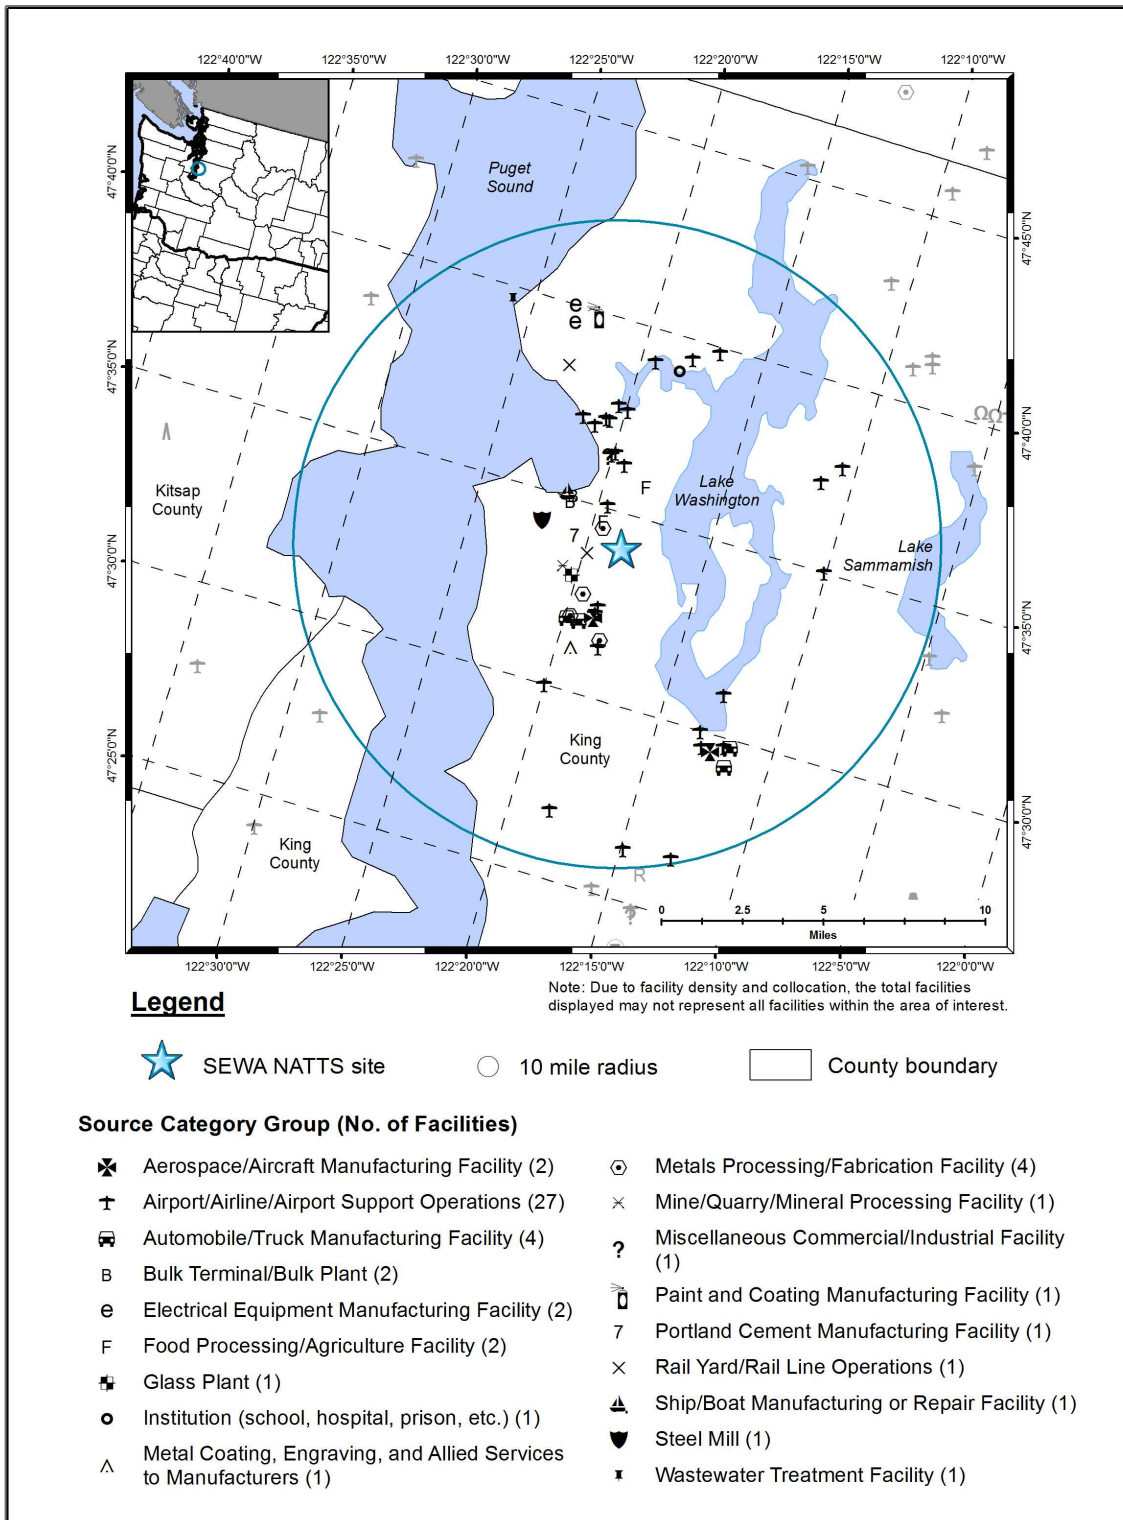 122°40'0"W 122°35'0"W 122°30'0"W 122°25'0"W 122°20'0"W 122°15'0"W 122°10'0"W
47°40'0"N
47°35'0"N
47°30'0"N
47°25'0"N
47°45'0"N
47°40'0"N
47°35'0"N
47°30'0"N
Puget
Sound
Kitsap
County
Lake
Washington
Lake
Sammamish
King
County
King
County
e
e
F
B
F
7
R
?
0 2.5 5 10
Miles
122°30'0"W 122°25'0"W 122°20'0"W 122°15'0"W 122°10'0"W 122°5'0"W 122°0'0"W
Note: Due to facility density and collocation, the total facilities
displayed may not represent all facilities within the area of interest.
Legend
SEWA NATTS site 10 mile radius County boundary
Source Category Group (No. of Facilities)
Aerospace/Aircraft Manufacturing Facility (2)
Airport/Airline/Airport Support Operations (27)
Automobile/Truck Manufacturing Facility (4)
B Bulk Terminal/Bulk Plant (2)
e Electrical Equipment Manufacturing Facility (2)
F Food Processing/Agriculture Facility (2)
Glass Plant (1)
Institution (school, hospital, prison, etc.) (1)
Metal Coating, Engraving, and Allied Services
to Manufacturers (1)
Metals Processing/Fabrication Facility (4)
Mine/Quarry/Mineral Processing Facility (1)
? Miscellaneous Commercial/Industrial Facility
(1)
Paint and Coating Manufacturing Facility (1)
7 Portland Cement Manufacturing Facility (1)
Rail Yard/Rail Line Operations (1)
Ship/Boat Manufacturing or Repair Facility (1)
Steel Mill (1)
Wastewater Treatment Facility (1)